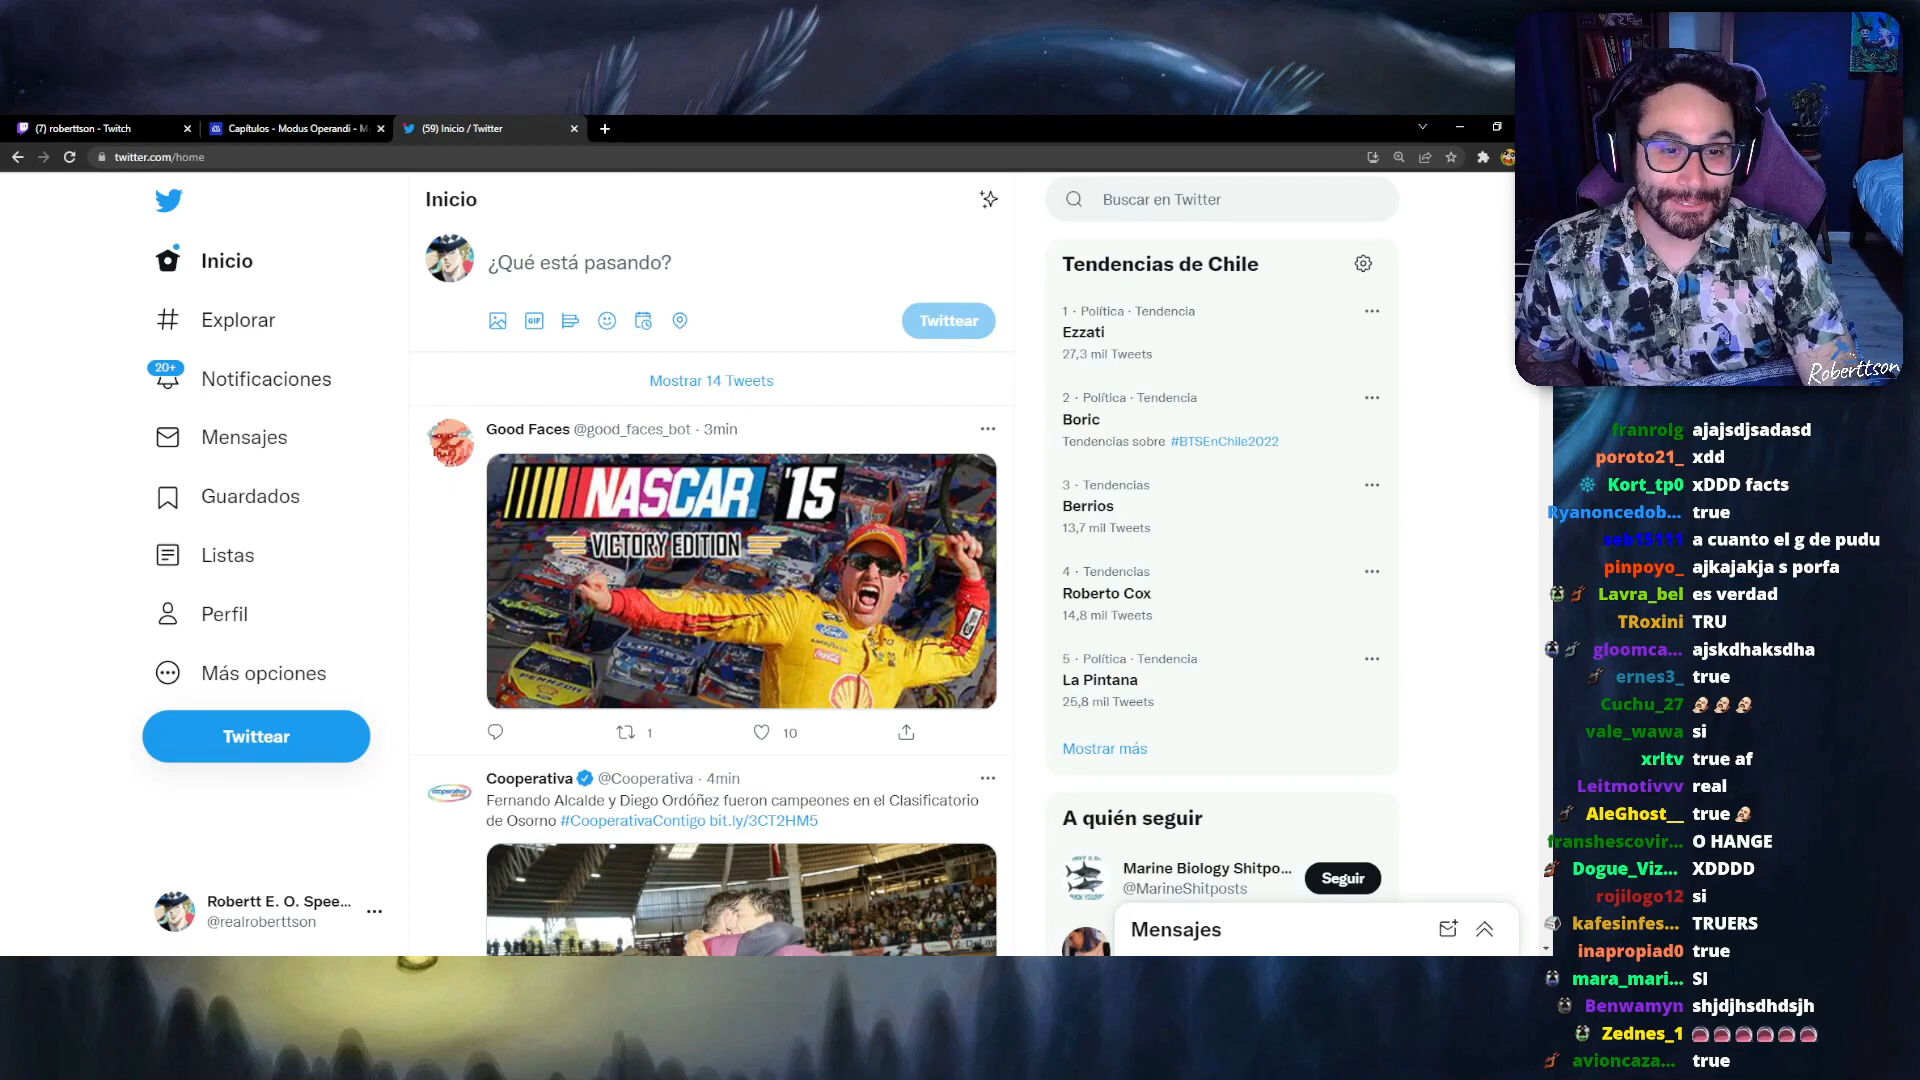 (7) roberttson - Twitch
Capítulos - Modus Operandi - M
(59) Inicio / Twitter
twitter.com/home
Inicio
Explorar
20+
Notificaciones
Mensajes
Guardados
Listas
Perfil
Más opciones
Twittear
Robertt E. O. Spee...
@realroberttson
Inicio
¿Qué está pasando?
GIF
Twittear
Mostrar 14 Tweets
Good Faces @good_faces_bot · 3min
NASCAR '15
VICTORY EDITION
PENNZOIL
Ford
Coca-Cola
1
10
Cooperativa @Cooperativa · 4min
cooperativa
Fernando Alcalde y Diego Ordóñez fueron campeones en el Clasificatorio
de Osorno #CooperativaContigo bit.ly/3CT2HM5
Buscar en Twitter
Tendencias de Chile
1 · Política · Tendencia
Ezzati
27,3 mil Tweets
2 · Política · Tendencia
Boric
Tendencias sobre #BTSEnChile2022
3 · Tendencias
Berrios
13,7 mil Tweets
4 · Tendencias
Roberto Cox
14,8 mil Tweets
5 · Política · Tendencia
La Pintana
25,8 mil Tweets
Mostrar más
A quién seguir
Marine Biology Shitpo...
@MarineShitposts
Seguir
Mensajes
Roberttson
franrolg ajajsdjsadasd
poroto21_ xdd
Kort_tp0 xDDD facts
Ryanoncedob... true
seb15111 a cuanto el g de pudu
pinpoyo_ ajkajakja s porfa
Lavra_bel es verdad
TRoxini TRU
gloomca... ajskdhaksdha
ernes3_ true
Cuchu_27
vale_wawa si
xrltv true af
Leitmotivvv real
AleGhost__ true
franshescovir... O HANGE
Dogue_Viz... XDDDD
rojilogo12 si
kafesinfes... TRUERS
inapropiad0 true
mara_mari... SI
Benwamyn shjdjhsdhdsjh
Zednes_1
avioncaza... true